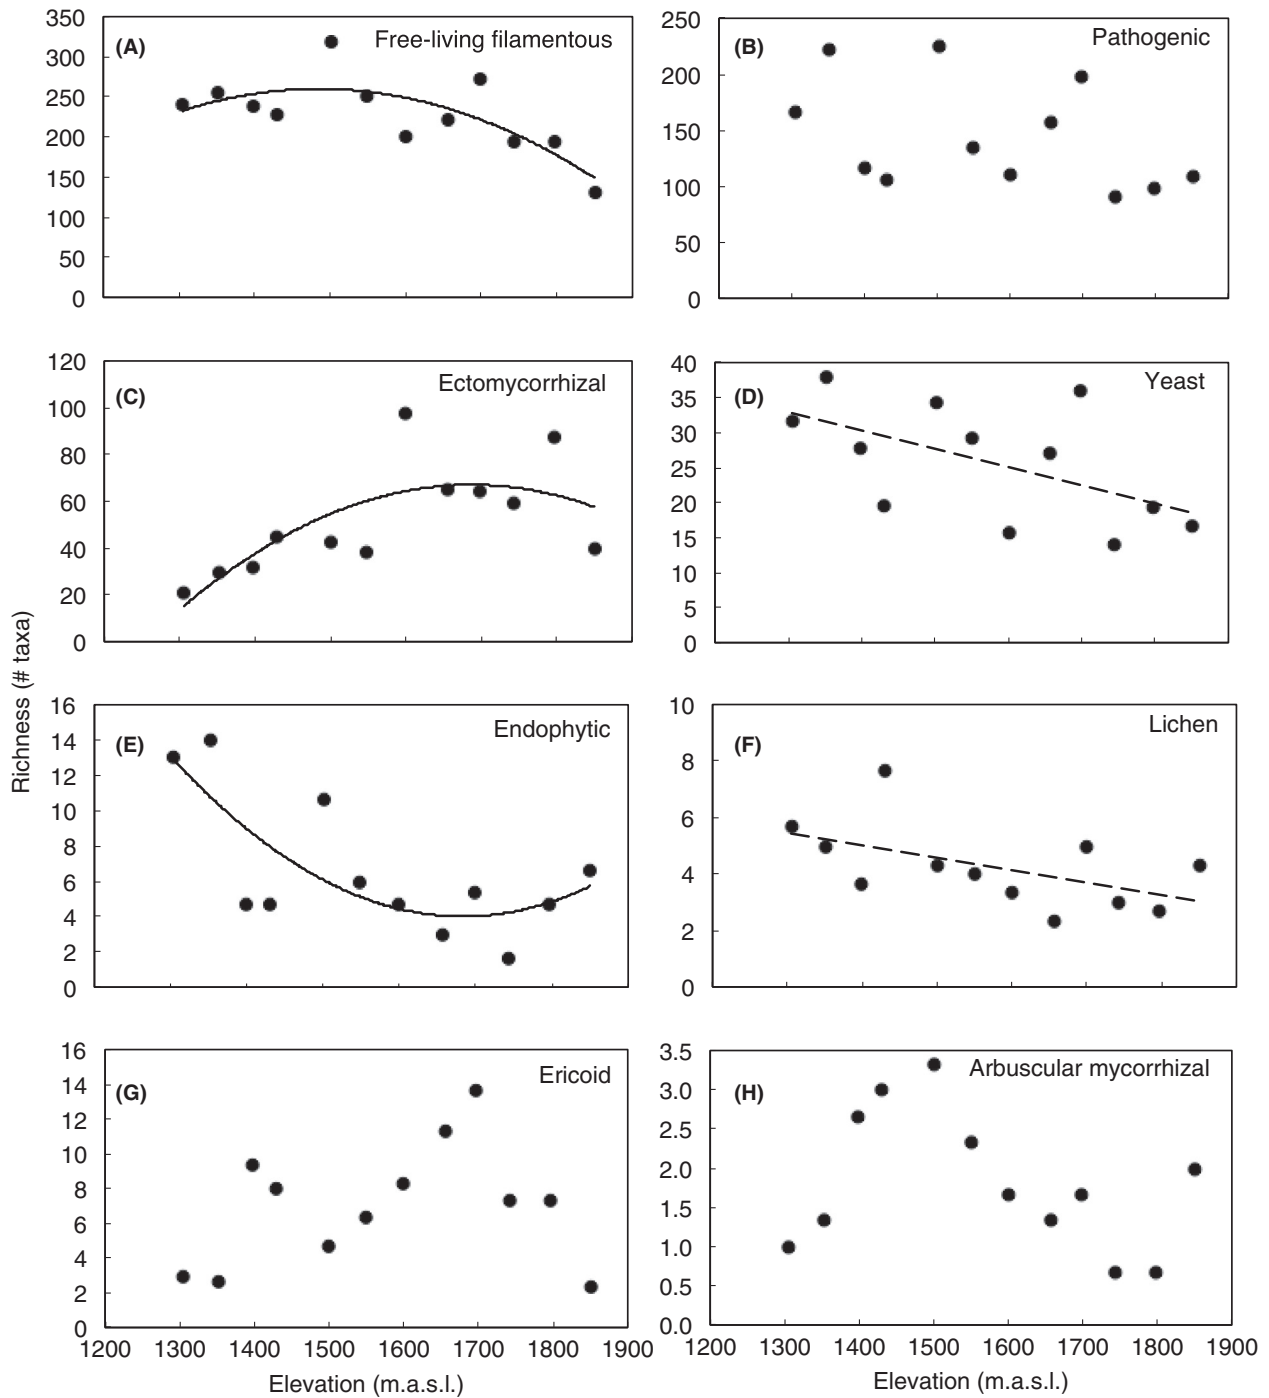 (A)
Free-living filamentous
350
300
250
200
150
100
50
0
(B)
Pathogenic
250
200
150
100
50
0
(C)
Ectomycorrhizal
120
100
80
60
40
20
0
(D)
Yeast
40
35
30
25
20
15
10
5
0
Richness (# taxa)
(E)
Endophytic
16
14
12
10
8
6
4
2
0
(F)
Lichen
10
8
6
4
2
0
(G)
Ericoid
16
14
12
10
8
6
4
2
0
1200 1300 1400 1500 1600 1700 1800 1900
Elevation (m.a.s.l.)
(H)
Arbuscular mycorrhizal
3.5
3.0
2.5
2.0
1.5
1.0
0.5
0.0
1200 1300 1400 1500 1600 1700 1800 1900
Elevation (m.a.s.l.)